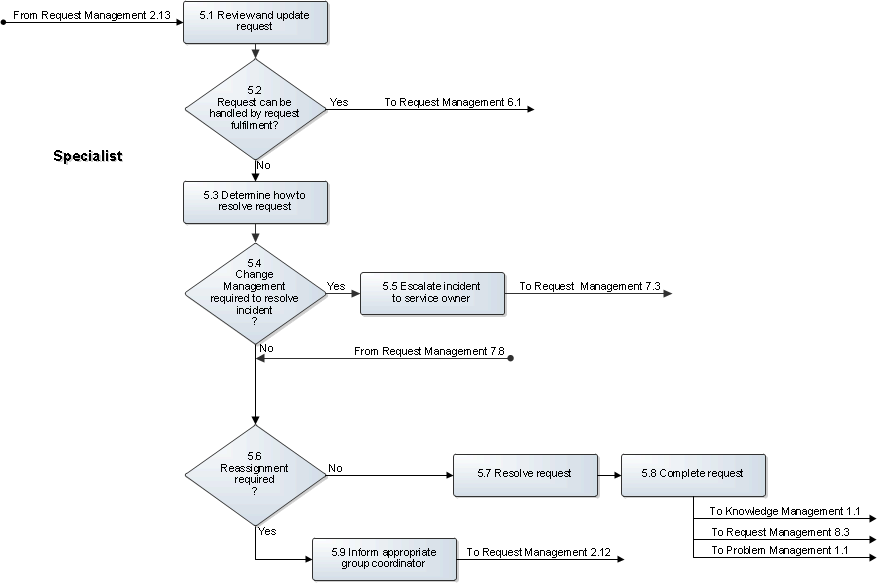 From Request Management 2.13
5.1 Review and update
request
5.2
Request can be
handled by request
fulfilment?
Yes
To Request Management 6.1
Specialist
No
5.3 Determine how to
resolve request
5.4
Change
Management
required to resolve
incident
?
Yes
5.5 Escalate incident
to service owner
To Request Management 7.3
No
From Request Management 7.8
5.6
Reassignment
required
?
No
5.7 Resolve request
5.8 Complete request
To Knowledge Management 1.1
To Request Management 8.3
To Problem Management 1.1
Yes
5.9 Inform appropriate
group coordinator
To Request Management 2.12